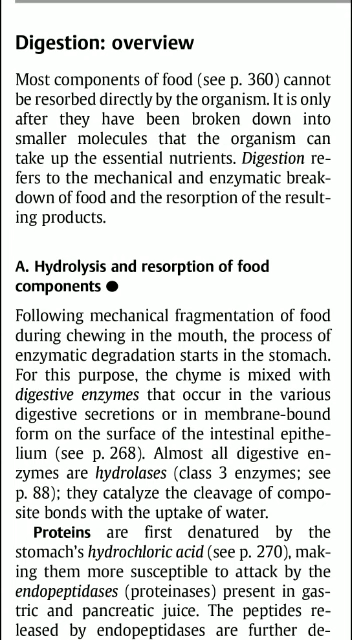 Digestion: overview
Most components of food (see p. 360) cannot
be resorbed directly by the organism. It is only
after they have been broken down into
smaller molecules that the organism can
take up the essential nutrients. Digestion re-
fers to the mechanical and enzymatic break-
down of food and the resorption of the result-
ing products.
A. Hydrolysis and resorption of food
components ●
Following mechanical fragmentation of food
during chewing in the mouth, the process of
enzymatic degradation starts in the stomach.
For this purpose, the chyme is mixed with
digestive enzymes that occur in the various
digestive secretions or in membrane-bound
form on the surface of the intestinal epithe-
lium (see p. 268). Almost all digestive en-
zymes are hydrolases (class 3 enzymes; see
p. 88); they catalyze the cleavage of compo-
site bonds with the uptake of water.
Proteins are first denatured by the
stomach's hydrochloric acid (see p. 270), mak-
ing them more susceptible to attack by the
endopeptidases (proteinases) present in gas-
tric and pancreatic juice. The peptides re-
leased by endopeptidases are further de-